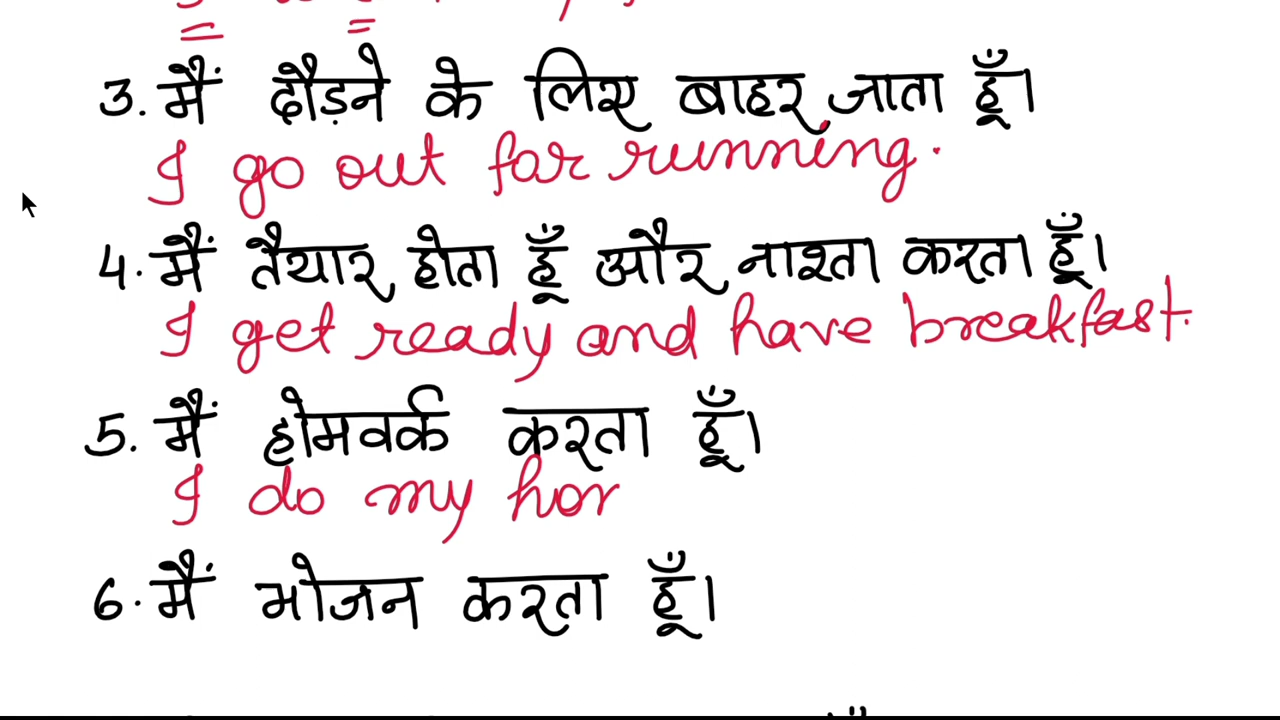 3. मैं दौड़ने के लिए बाहर जाता हूँ।
I go out for running.
4. मैं तैयार होता हूँ और नाश्ता करता हूँ।
I get ready and have breakfast.
5. मैं होमवर्क करता हूँ।
I do my hor
6. मैं भोजन करता हूँ।